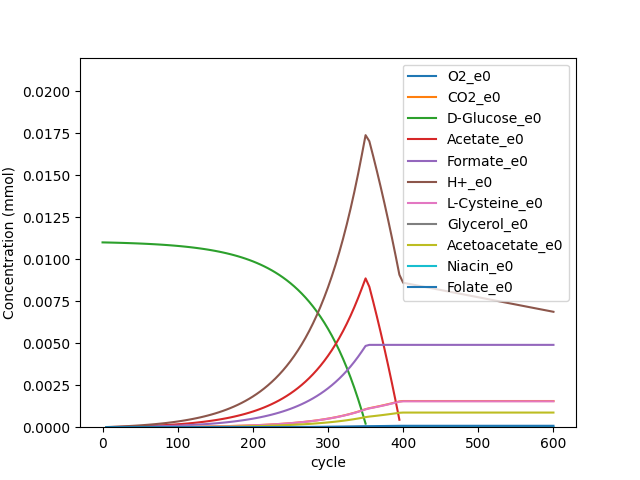 0.0200
0.0175
0.0150
0.0125
0.0100
0.0075
0.0050
0.0025
0.0000
Concentration (mmol)
0 100 200 300 400 500 600
cycle
O2_e0
CO2_e0
D-Glucose_e0
Acetate_e0
Formate_e0
H+_e0
L-Cysteine_e0
Glycerol_e0
Acetoacetate_e0
Niacin_e0
Folate_e0